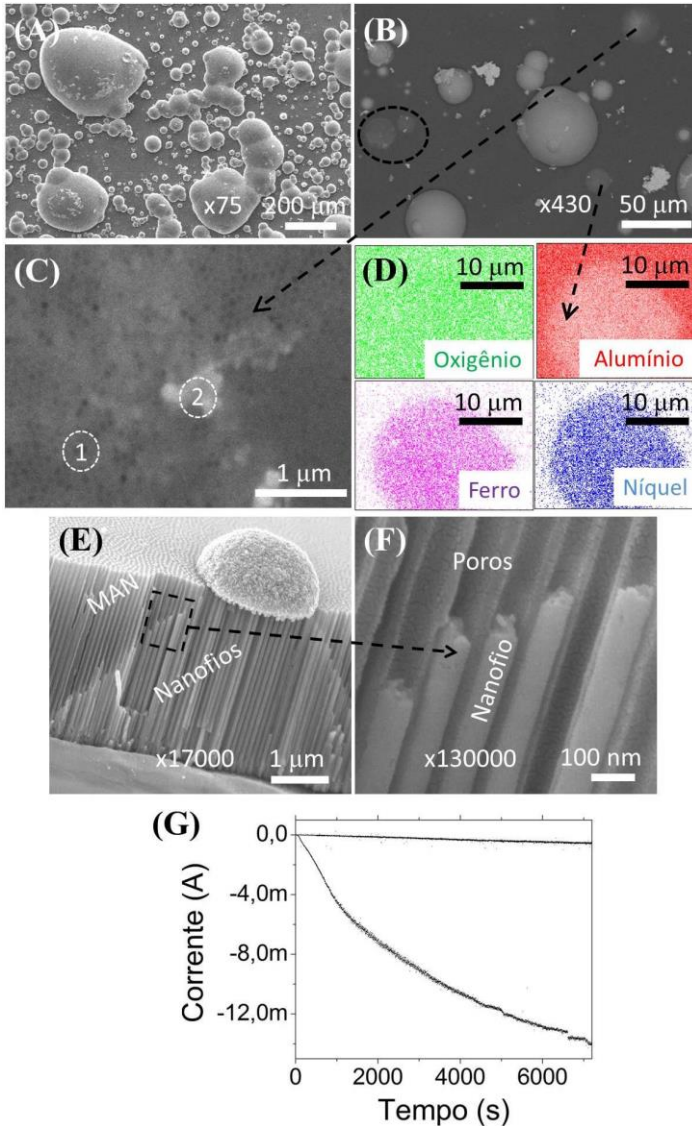 (A)
x75
200 μm
(B)
x430
50 μm
(C)
1
2
1 μm
(D)
10 μm
Oxigênio
10 μm
Alumínio
10 μm
Ferro
10 μm
Níquel
(E)
MAN
Nanofios
x17000
1 μm
(F)
Poros
Nanofio
x130000
100 nm
(G)
Corrente (A)
0,0
-4,0m
-8,0m
-12,0m
0
2000
4000
6000
Tempo (s)